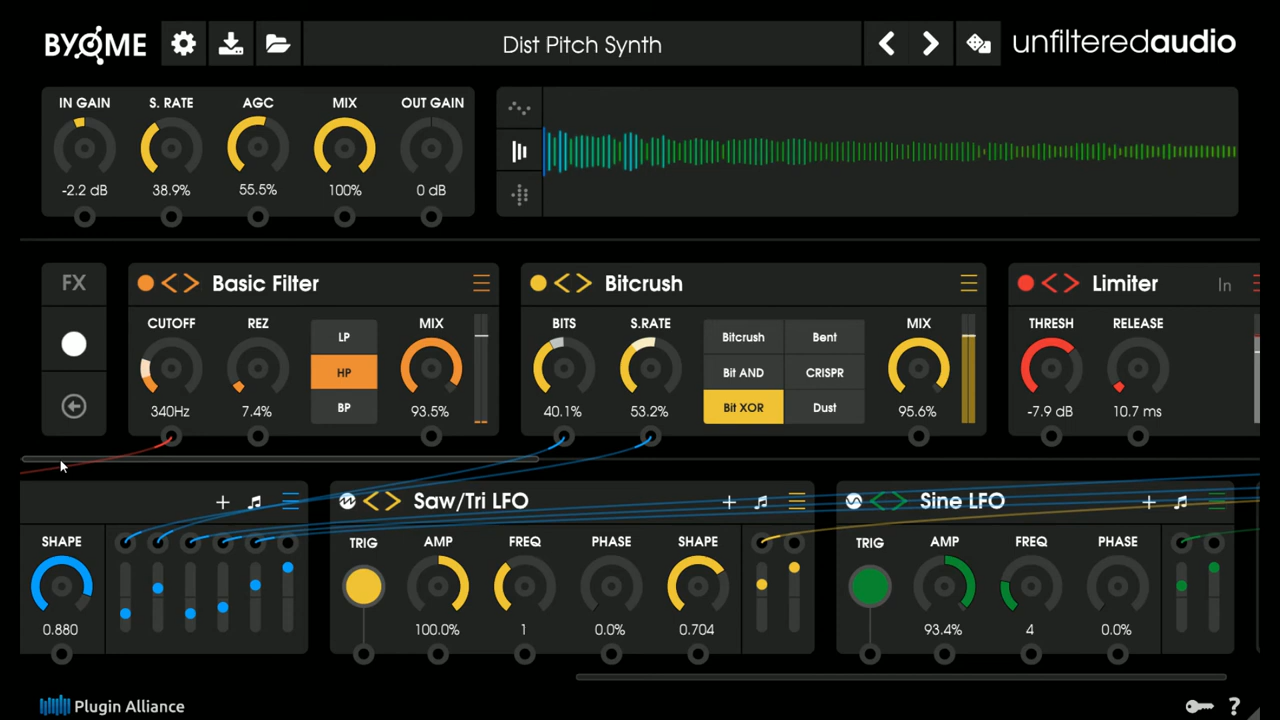 BYOME
Dist Pitch Synth
unfilteredaudio
IN GAIN S. RATE AGC MIX OUT GAIN
-2.2 dB 38.9% 55.5% 100% 0 dB
FX
Basic Filter
CUTOFF REZ MIX
LP
HP
BP
340Hz 7.4% 93.5%
Bitcrush
BITS S.RATE MIX
Bitcrush Bent
Bit AND CRISPR
Bit XOR Dust
40.1% 53.2% 95.6%
Limiter In
THRESH RELEASE
-7.9 dB 10.7 ms
SHAPE
0.880
Saw/Tri LFO
TRIG AMP FREQ PHASE SHAPE
100.0% 1 0.0% 0.704
Sine LFO
TRIG AMP FREQ PHASE
93.4% 4 0.0%
Plugin Alliance
?